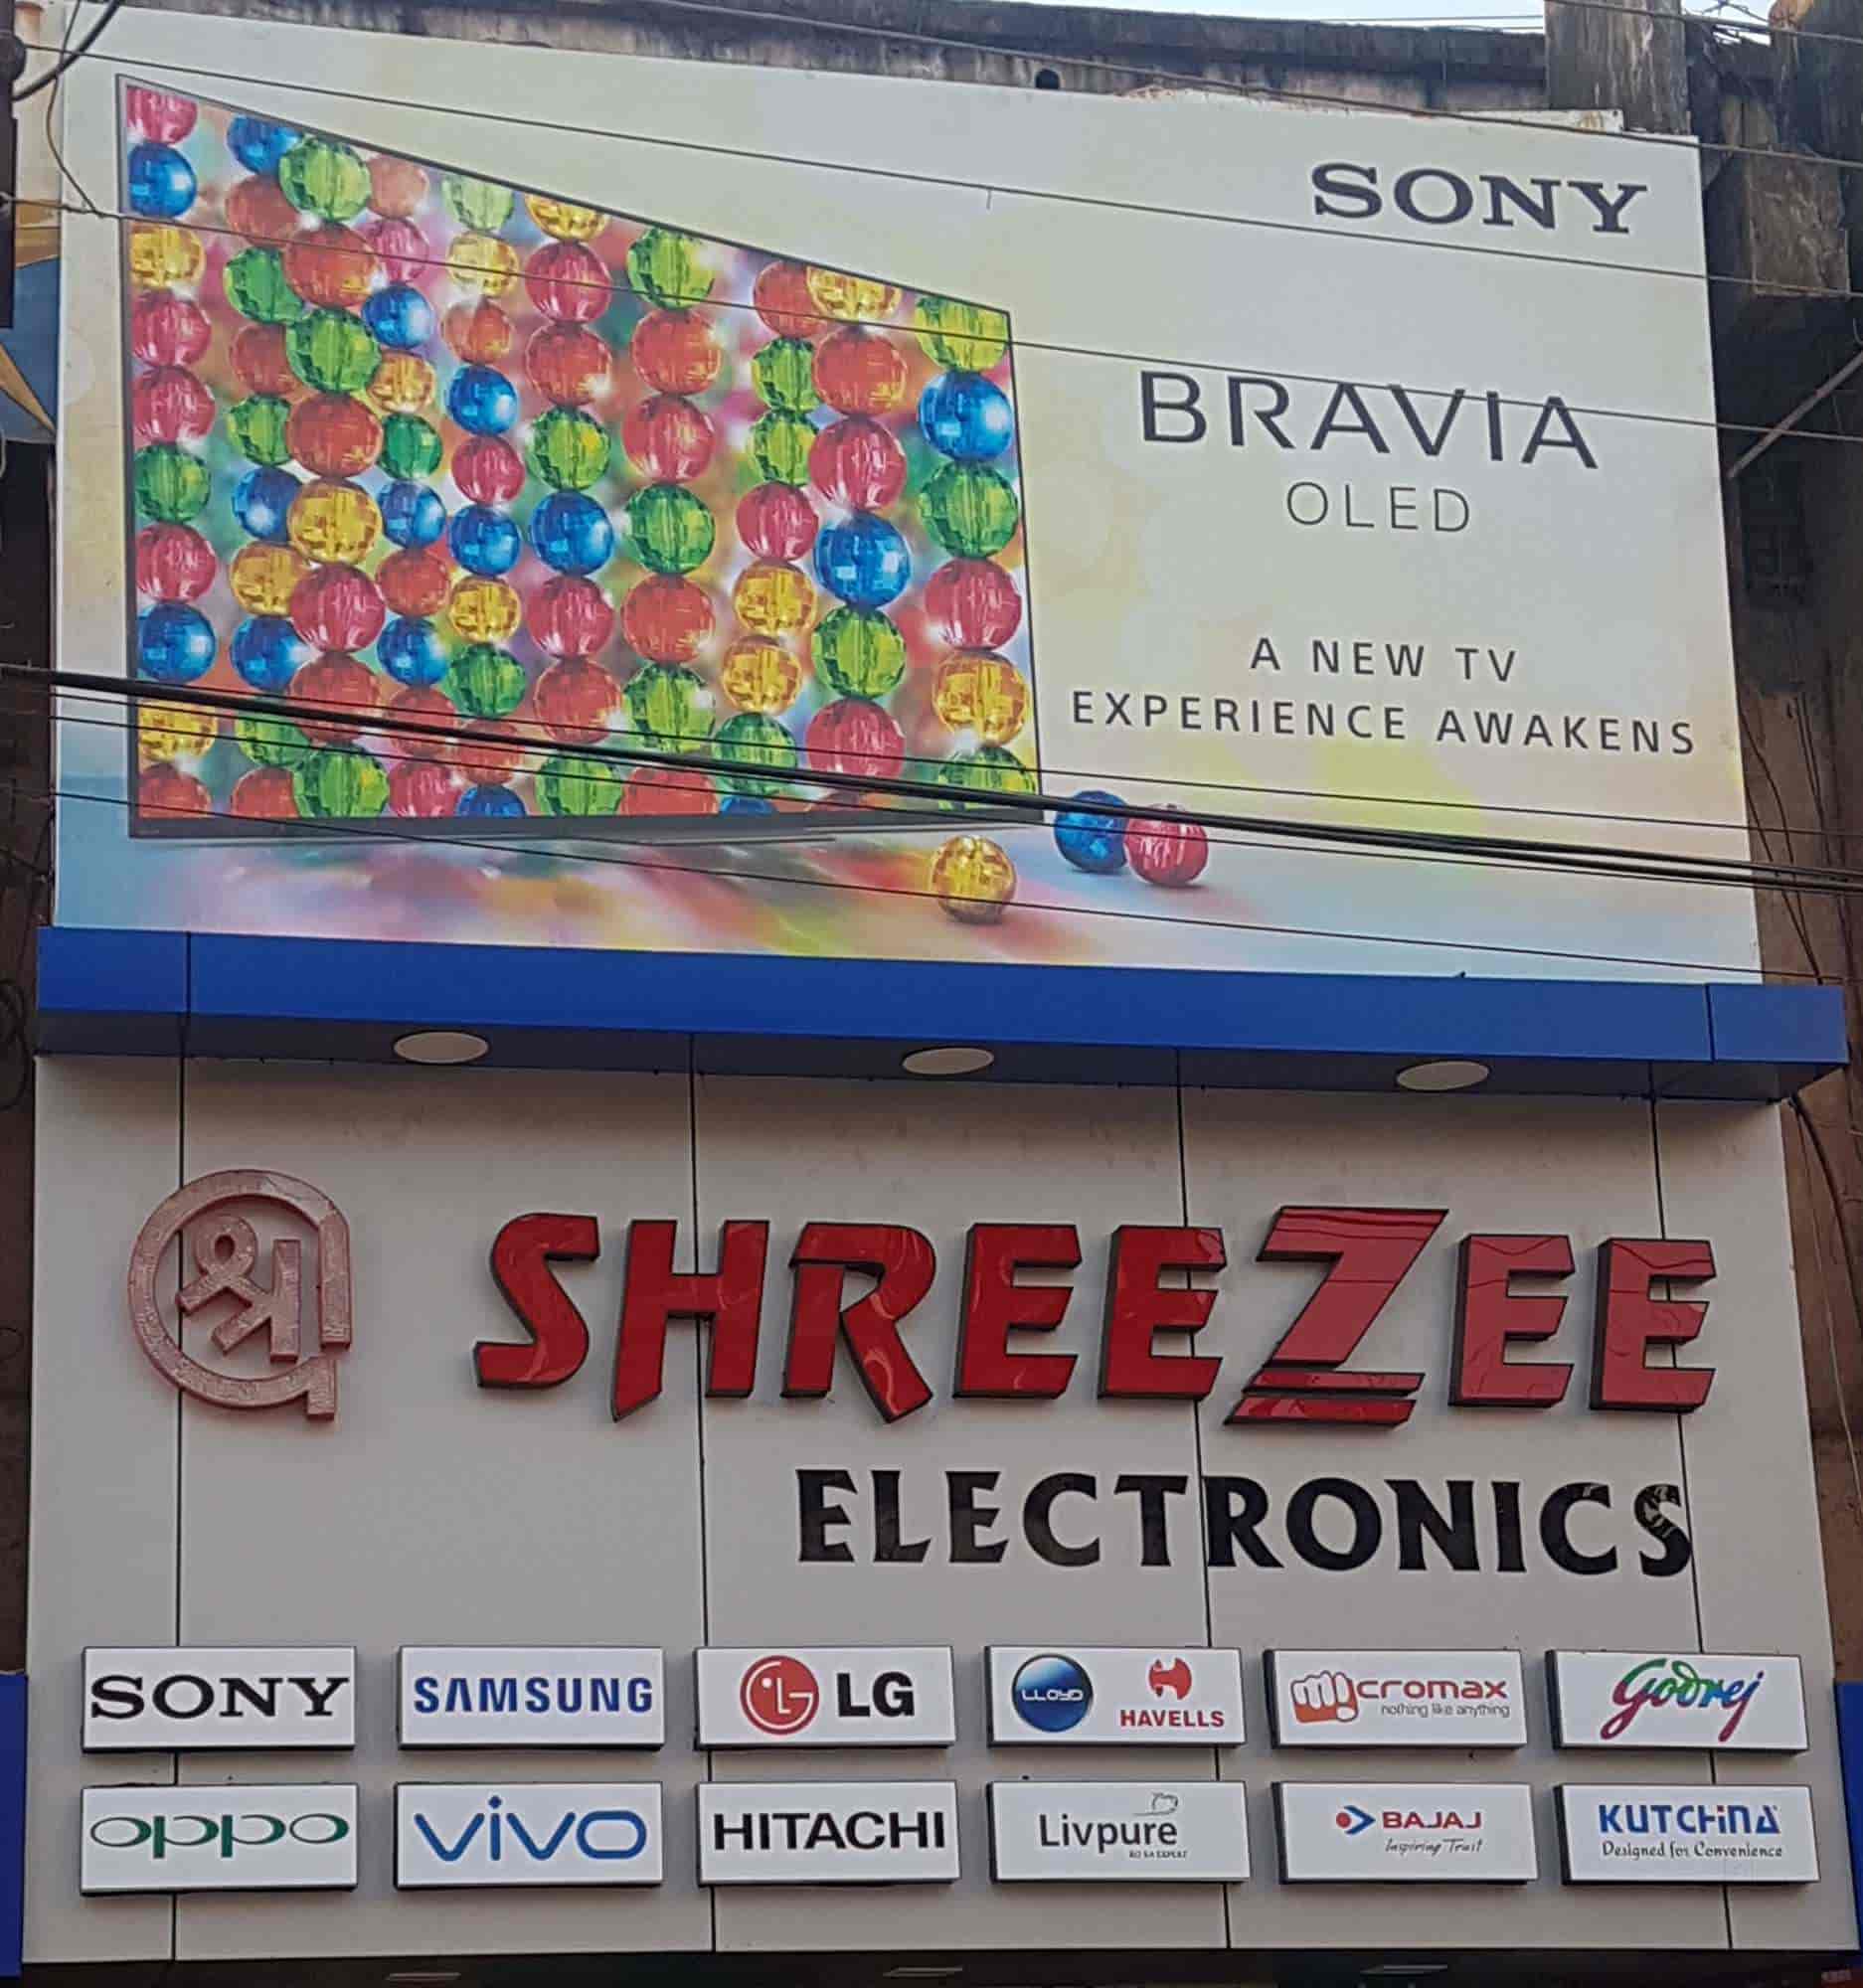 SONY
BRAVIA
OLED
A NEW TV
EXPERIENCE AWAKENS
श्री
SHREEZEE
ELECTRONICS
SONY
SAMSUNG
LG
LLOYD
HAVELLS
micromax
nothing like anything
Godrej
oppo
vivo
HITACHI
Livpure
BAJAJ
Inspiring Trust
KUTCHiNA
Designed for Convenience